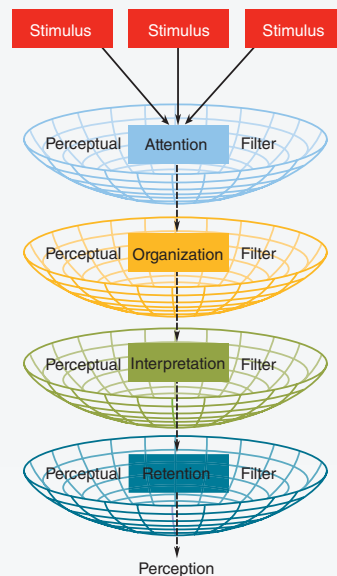 Stimulus Stimulus Stimulus
Perceptual Attention Filter
Perceptual Organization Filter
Perceptual Interpretation Filter
Perceptual Retention Filter
Perception